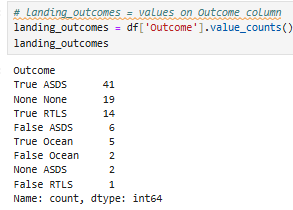 # landing_outcomes = values on Outcome column
landing_outcomes = df['Outcome'].value_counts()
landing_outcomes
Outcome
True ASDS 41
None None 19
True RTLS 14
False ASDS 6
True Ocean 5
False Ocean 2
None ASDS 2
False RTLS 1
Name: count, dtype: int64